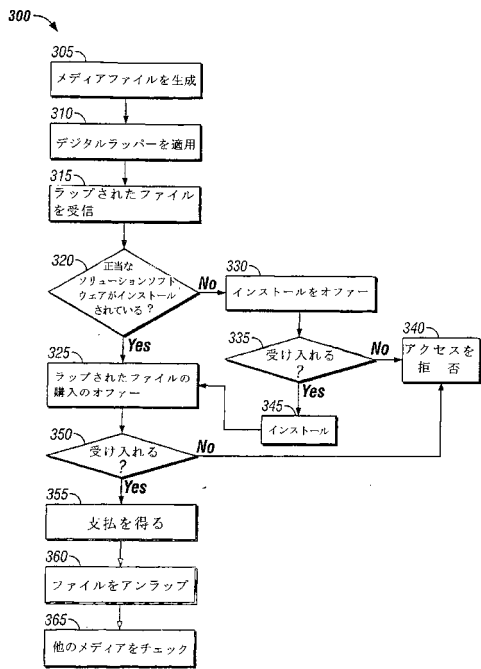 300
305
メディアファイルを生成
310
デジタルラッパーを適用
315
ラップされたファイル
を受信
320
正当な
ソリューションソフト
ウェアがインストール
されている?
No
Yes
330
インストールをオファー
335
受け入れる
?
No
Yes
340
アクセスを
拒 否
325
ラップされたファイルの
購入のオファー
345
インストール
350
受け入れる
?
No
Yes
355
支払を得る
360
ファイルをアンラップ
365
他のメディアをチェック